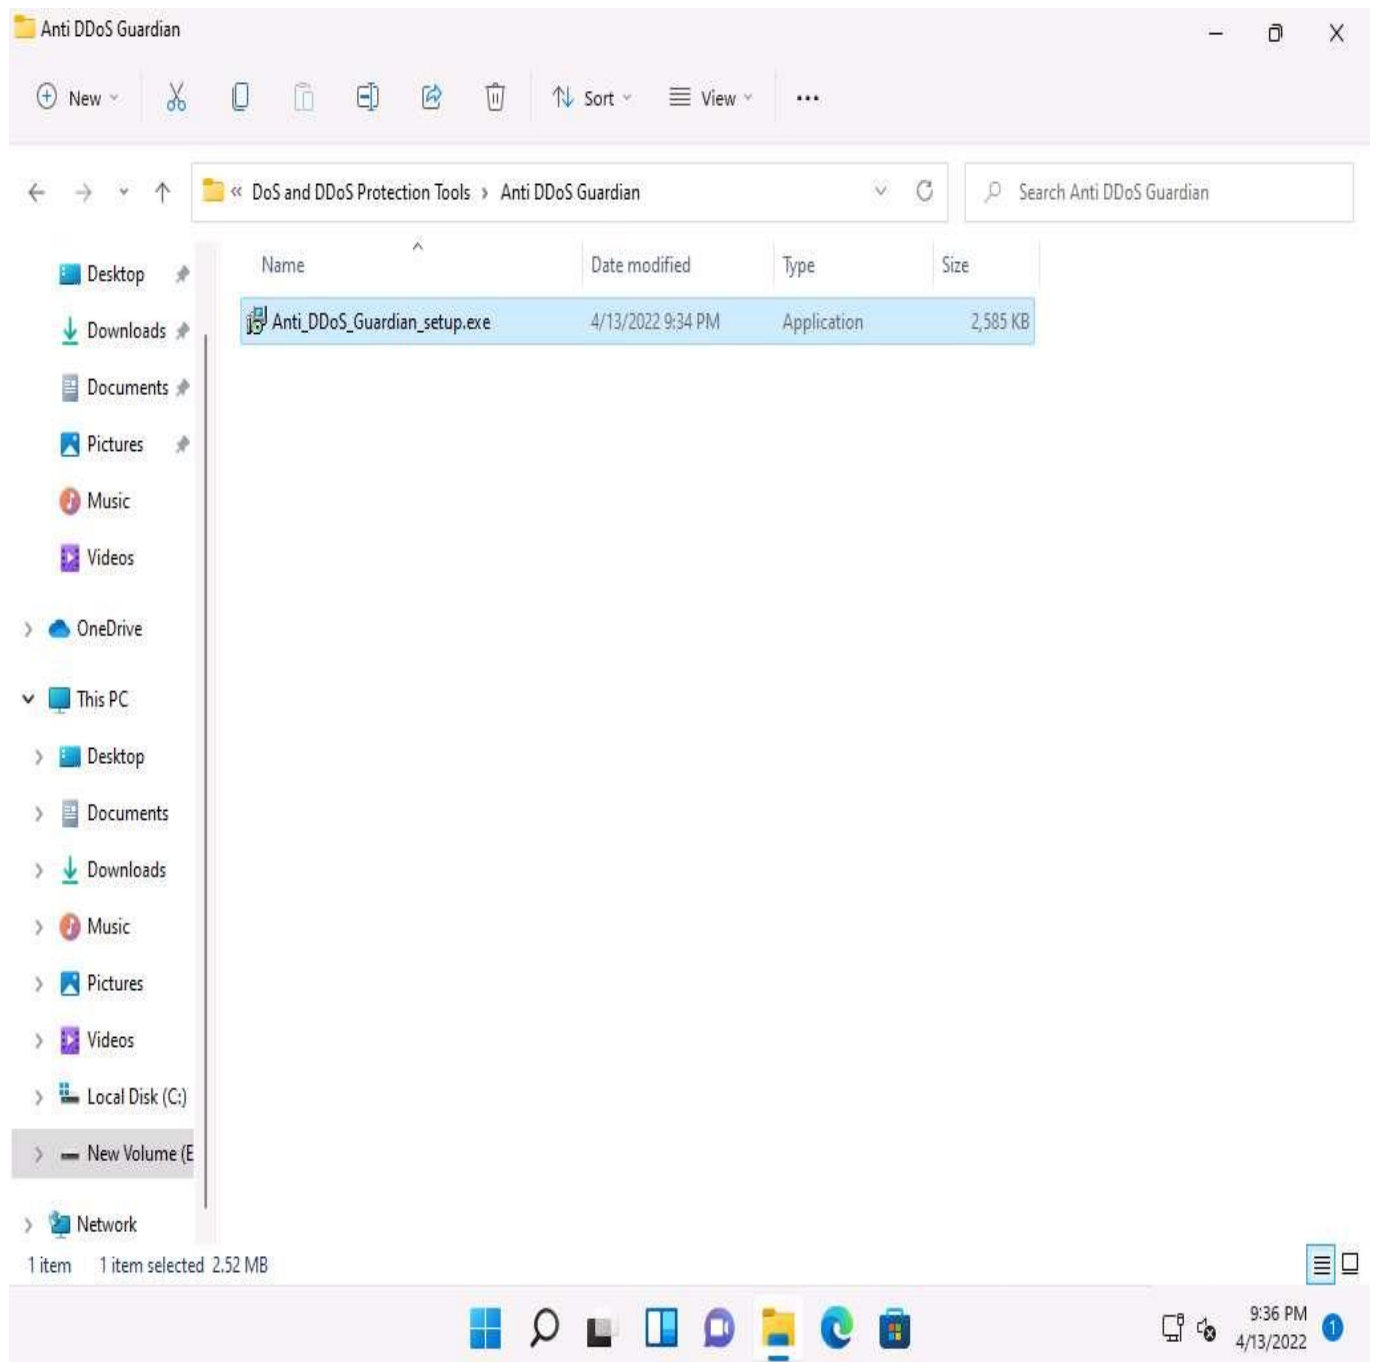 Anti DDoS Guardian
New
Sort
View
« DoS and DDoS Protection Tools > Anti DDoS Guardian
Search Anti DDoS Guardian
Name Date modified Type Size
Anti_DDoS_Guardian_setup.exe 4/13/2022 9:34 PM Application 2,585 KB
Desktop
Downloads
Documents
Pictures
Music
Videos
OneDrive
This PC
Desktop
Documents
Downloads
Music
Pictures
Videos
Local Disk (C:)
New Volume (E
Network
1 item 1 item selected 2.52 MB
9:36 PM
4/13/2022
1